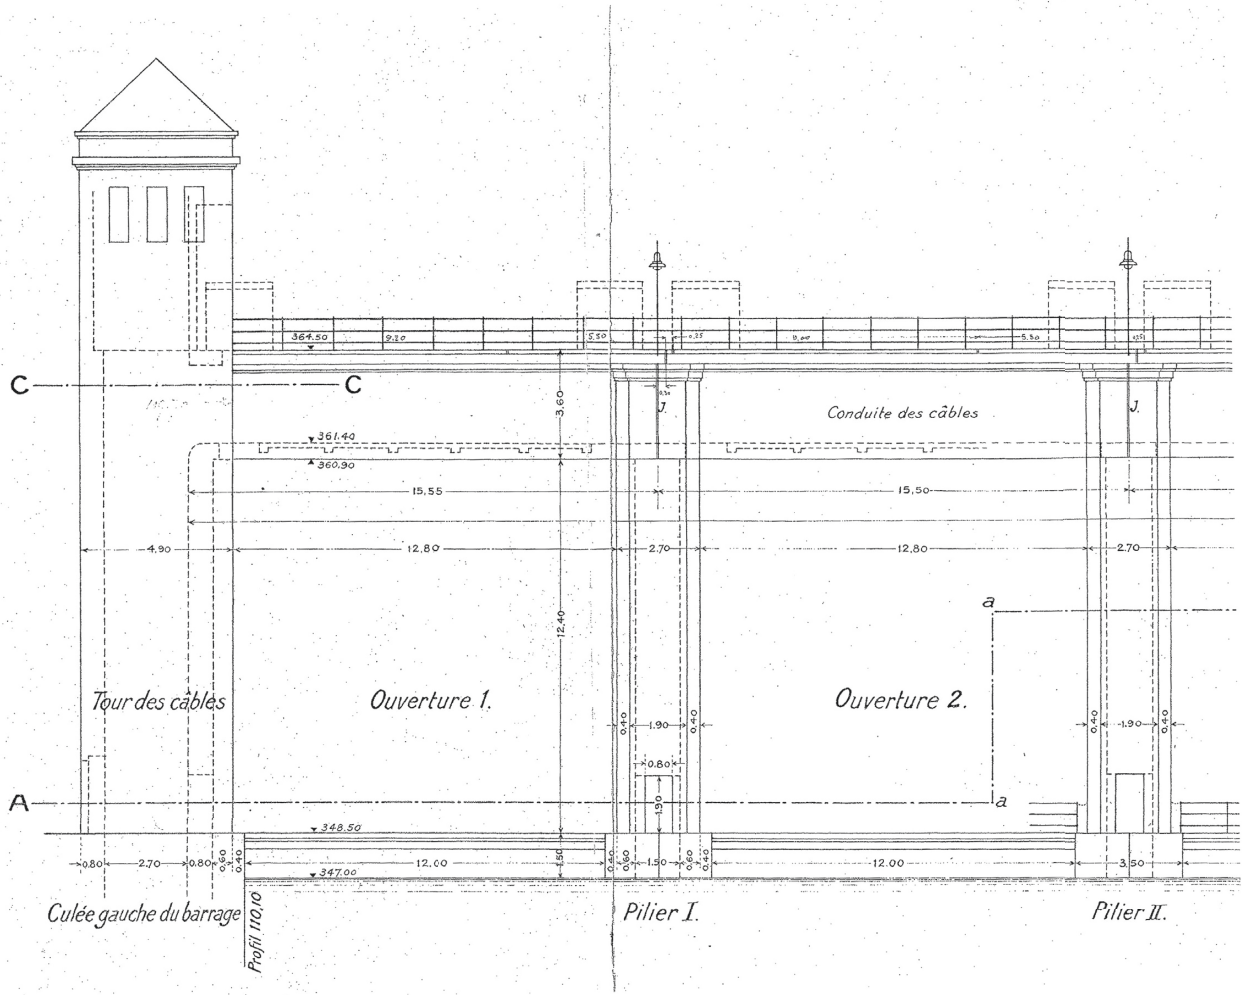 364.50
9.20
5.50
0.25
5.50
C
C
3.60
0,30
J.
J.
Conduite des câbles
361.40
360.90
15,55
15,50
4,90
12,80
2.70
12,80
2.70
a
12,40
Tour des câbles
Ouverture 1.
Ouverture 2.
0,40
1.90
0,40
0,40
1.90
0,40
0.80
1.90
A
a
348.50
0.80
2.70
0.80
0,60
0,40
12.00
1.50
0,40
0,60
1.50
0,60
0,40
12.00
3,50
347.00
Culée gauche du barrage
Profil 110,10
Pilier I.
Pilier II.